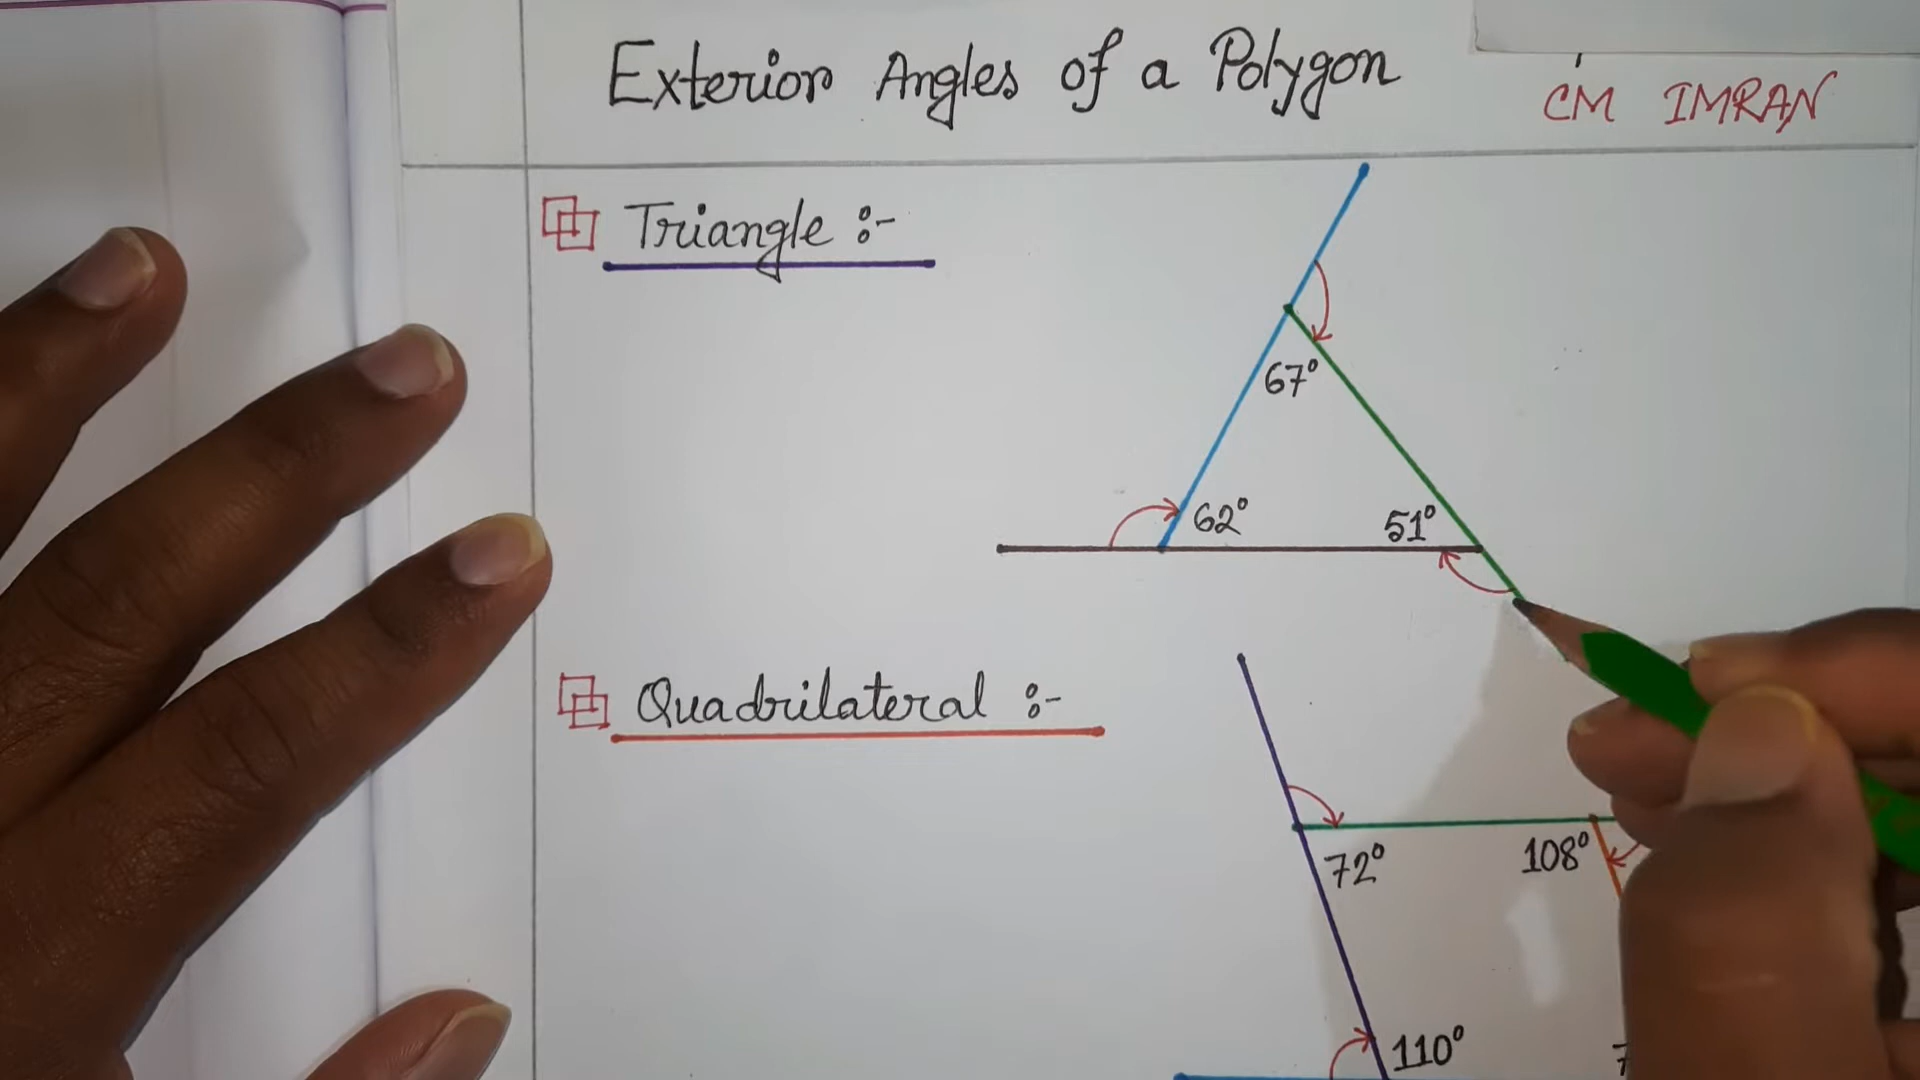 Exterior Angles of a Polygon
CM IMRAN
Triangle :-
67°
62°
51°
Quadrilateral :-
72°
108°
110°